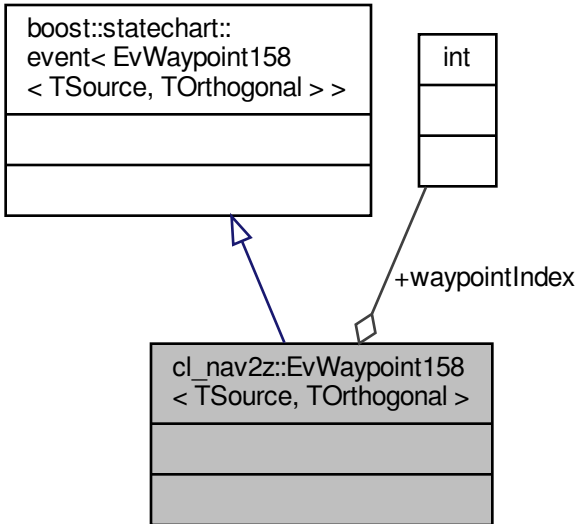 boost::statechart::
event< EvWaypoint158
< TSource, TOrthogonal > >
int
+waypointIndex
cl_nav2z::EvWaypoint158
< TSource, TOrthogonal >